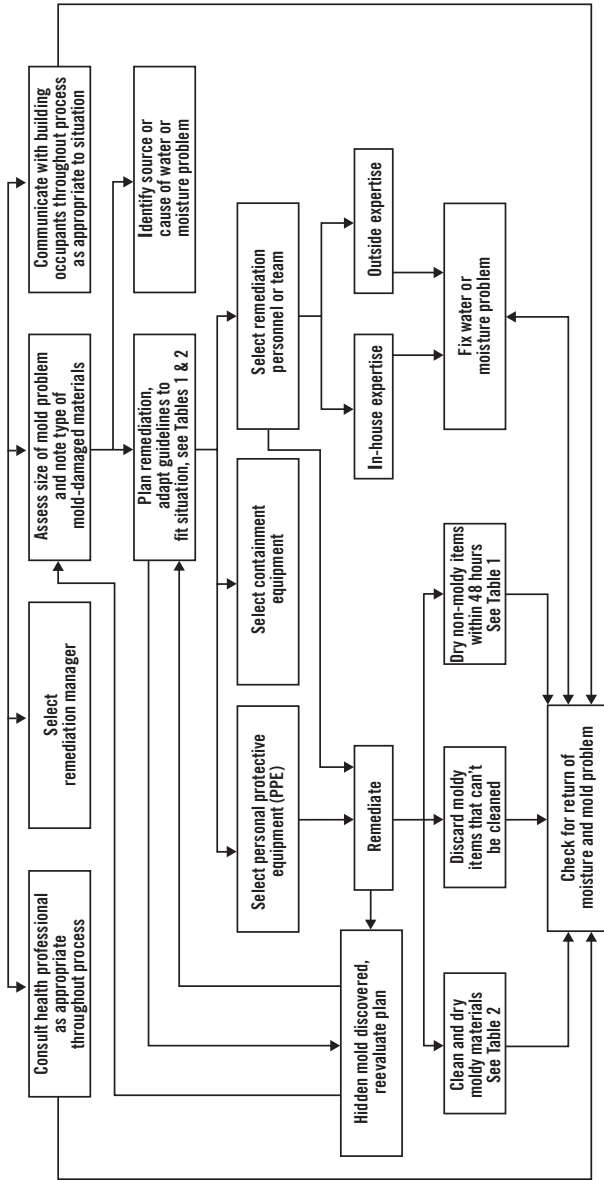 Consult health professional
as appropriate
throughout process
Select
remediation manager
Assess size of mold problem
and note type of
mold-damaged materials
Communicate with building
occupants throughout process
as appropriate to situation
Plan remediation,
adapt guidelines to
fit situation, see Tables 1 & 2
Identify source or
cause of water or
moisture problem
Select personal protective
equipment (PPE)
Select containment
equipment
Select remediation
personnel or team
Hidden mold discovered,
reevaluate plan
Remediate
In-house expertise
Outside expertise
Clean and dry
moldy materials
See Table 2
Discard moldy
items that can't
be cleaned
Dry non-moldy items
within 48 hours
See Table 1
Fix water or
moisture problem
Check for return of
moisture and mold problem